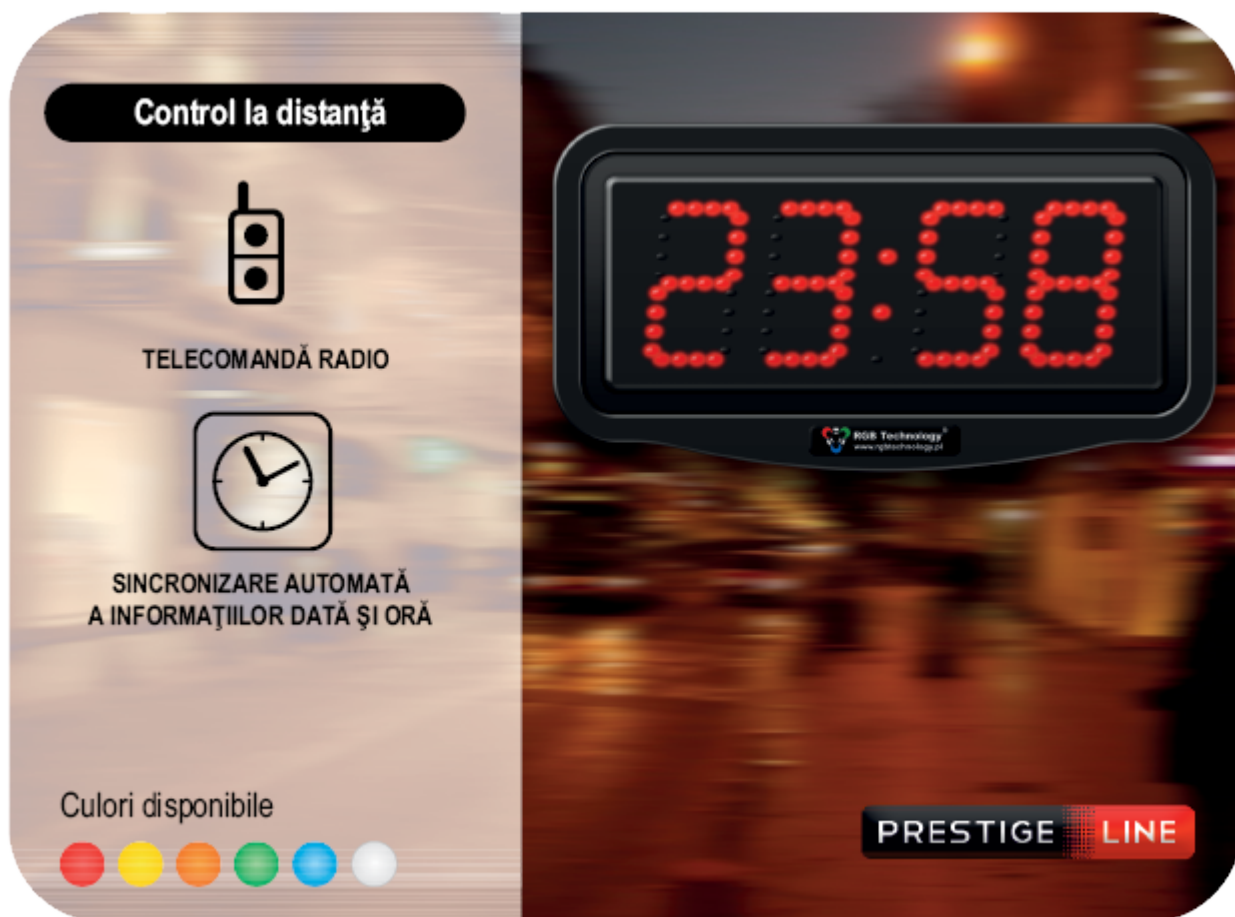 Control la distanţă
TELECOMANDĂ RADIO
SINCRONIZARE AUTOMATĂ
A INFORMAŢIILOR DATĂ ŞI ORĂ
Culori disponibile
23:58
RGB Technology®
www.rgbtechnology.pl
PRESTIGE LINE